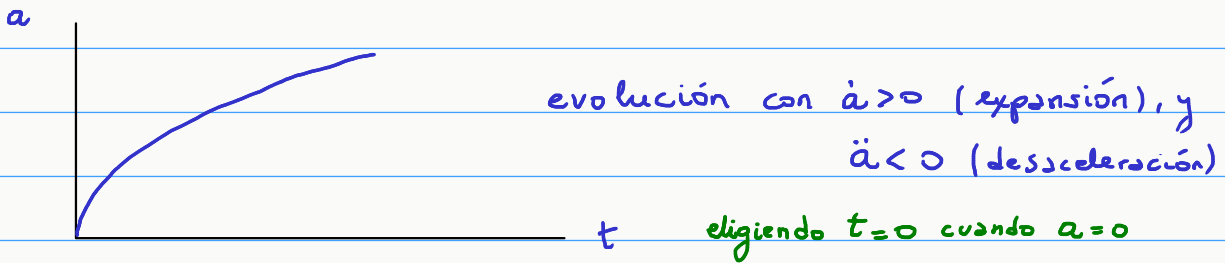 a
evolución con ȧ>0 (expansión), y
ä<0 (desaceleración)
t
eligiendo t=0 cuando a=0